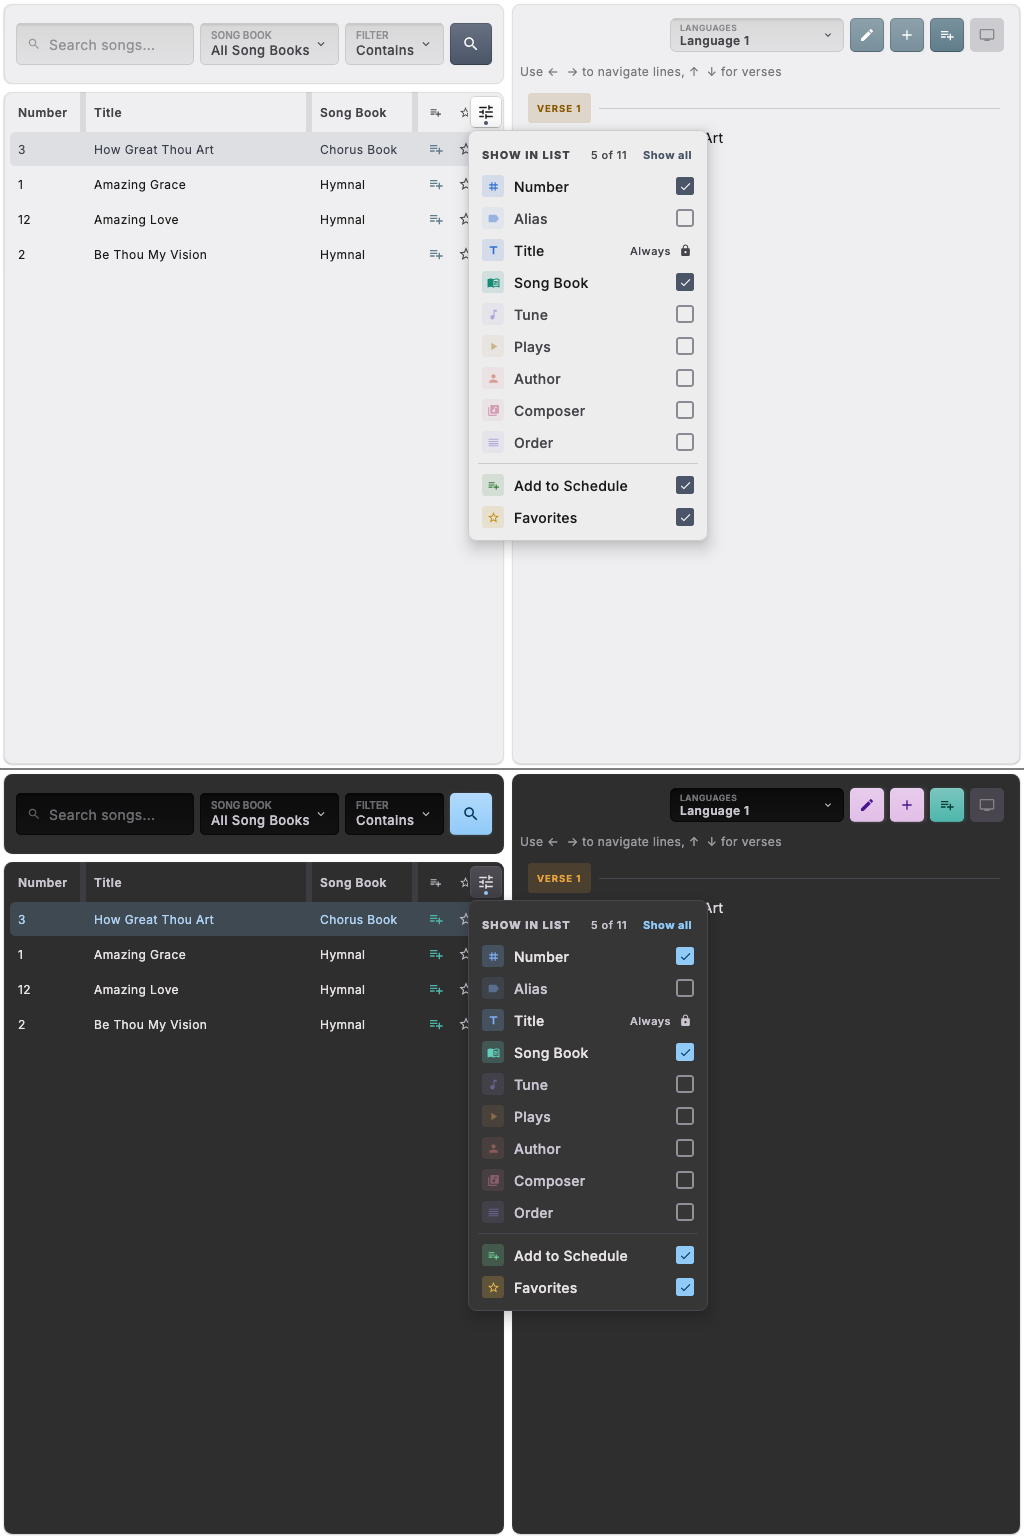 Search songs...
SONG BOOK
All Song Books
FILTER
Contains
LANGUAGES
Language 1
Use ← → to navigate lines, ↑ ↓ for verses
Number Title Song Book
VERSE 1
3 How Great Thou Art Chorus Book
Art
1 Amazing Grace Hymnal
12 Amazing Love Hymnal
2 Be Thou My Vision Hymnal
SHOW IN LIST 5 of 11 Show all
Number
Alias
Title Always
Song Book
Tune
Plays
Author
Composer
Order
Add to Schedule
Favorites
Search songs...
SONG BOOK
All Song Books
FILTER
Contains
LANGUAGES
Language 1
Use ← → to navigate lines, ↑ ↓ for verses
Number Title Song Book
VERSE 1
3 How Great Thou Art Chorus Book
Art
1 Amazing Grace Hymnal
12 Amazing Love Hymnal
2 Be Thou My Vision Hymnal
SHOW IN LIST 5 of 11 Show all
Number
Alias
Title Always
Song Book
Tune
Plays
Author
Composer
Order
Add to Schedule
Favorites